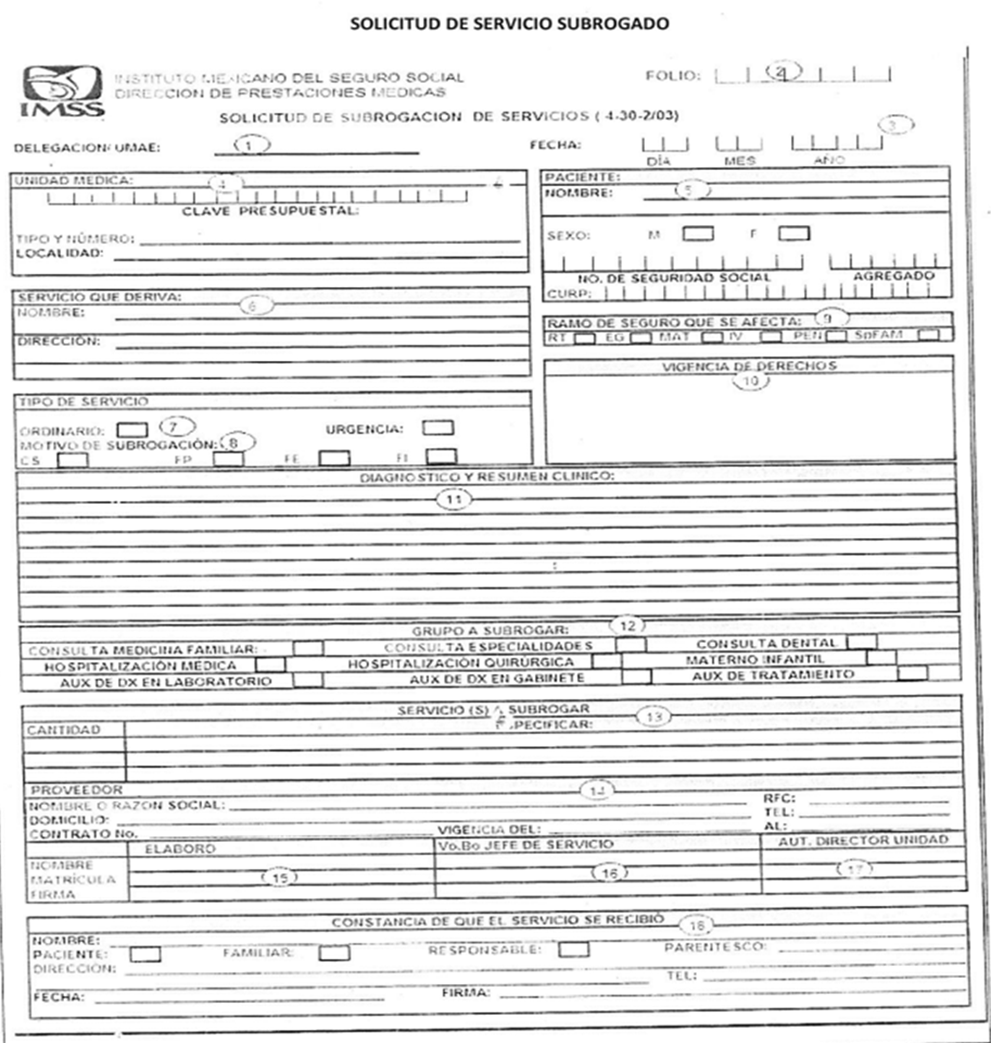 SOLICITUD DE SERVICIO SUBROGADO
IMSS
INSTITUTO MEXICANO DEL SEGURO SOCIAL
DIRECCION DE PRESTACIONES MEDICAS
FOLIO: 2
SOLICITUD DE SUBROGACION DE SERVICIOS ( 4-30-2/03)
DELEGACION/ UMAE: 1
FECHA: 3
DÍA MES AÑO
UNIDAD MEDICA: 4
CLAVE PRESUPUESTAL:
TIPO Y NÚMERO:
LOCALIDAD:
PACIENTE:
NOMBRE: 5
SEXO: M F
NO. DE SEGURIDAD SOCIAL AGREGADO
CURP:
SERVICIO QUE DERIVA:
NOMBRE: 6
DIRECCIÓN:
RAMO DE SEGURO QUE SE AFECTA: 9
RT EG MAT IV PEN SPFAM
VIGENCIA DE DERECHOS
10
TIPO DE SERVICIO
ORDINARIO: 7 URGENCIA:
MOTIVO DE SUBROGACIÓN: 8
CS FP FE FI
DIAGNOSTICO Y RESUMEN CLINICO:
11
GRUPO A SUBROGAR: 12
CONSULTA MEDICINA FAMILIAR: CONSULTA ESPECIALIDADES CONSULTA DENTAL
HOSPITALIZACIÓN MEDICA HOSPITALIZACIÓN QUIRÚRGICA MATERNO INFANTIL
AUX DE DX EN LABORATORIO AUX DE DX EN GABINETE AUX DE TRATAMIENTO
SERVICIO (S) A SUBROGAR
CANTIDAD ESPECIFICAR: 13
PROVEEDOR 14
NOMBRE O RAZON SOCIAL: RFC:
DOMICILIO: TEL:
CONTRATO No. VIGENCIA DEL: AL:
ELABORO Vo.Bo JEFE DE SERVICIO AUT. DIRECTOR UNIDAD
NOMBRE
MATRÍCULA 15 16 17
FIRMA
CONSTANCIA DE QUE EL SERVICIO SE RECIBIÓ 18
NOMBRE:
PACIENTE: FAMILIAR: RESPONSABLE: PARENTESCO:
DIRECCIÓN: TEL:
FECHA: FIRMA: